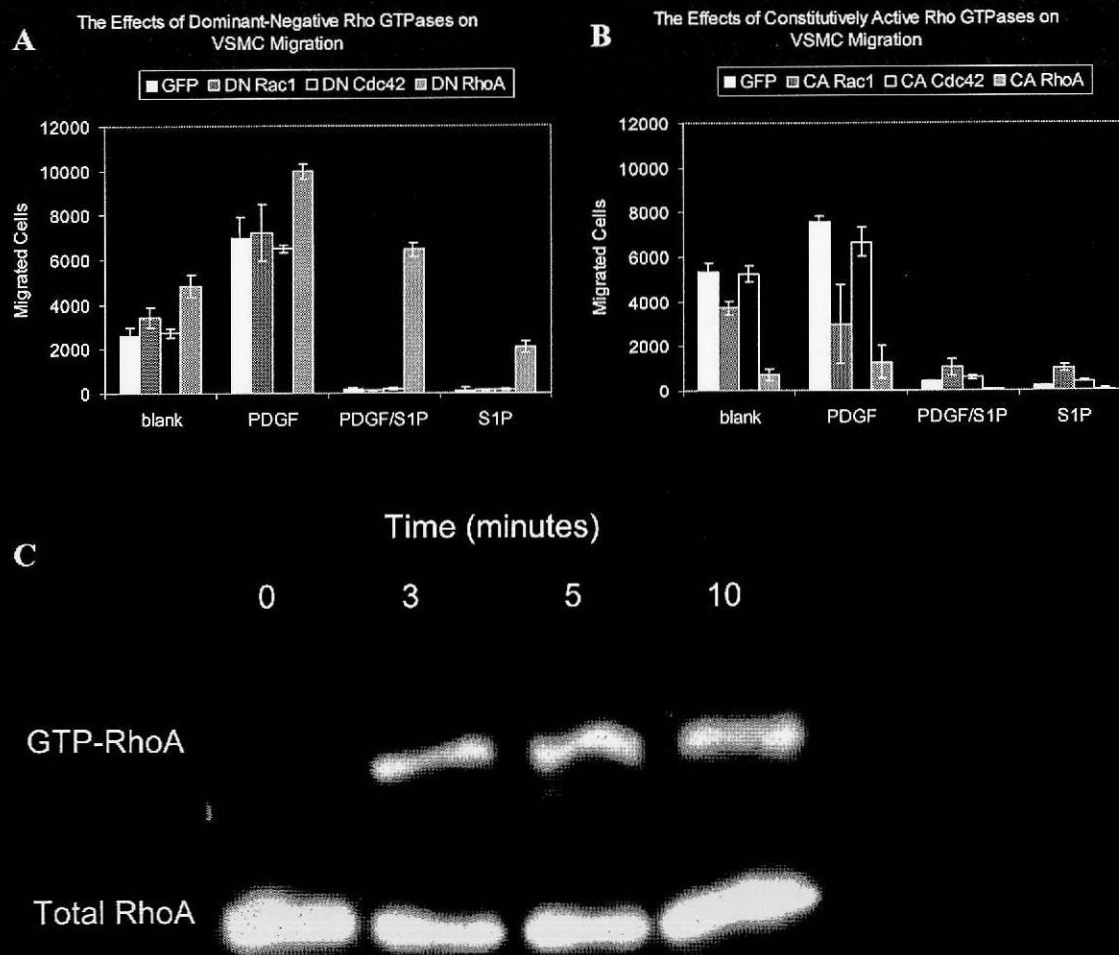 A
The Effects of Dominant-Negative Rho GTPases on
VSMC Migration
GFP DN Rac1 DN Cdc42 DN RhoA
Migrated Cells
12000
10000
8000
6000
4000
2000
0
blank PDGF PDGF/S1P S1P
B
The Effects of Constitutively Active Rho GTPases on
VSMC Migration
GFP CA Rac1 CA Cdc42 CA RhoA
Migrated Cells
12000
10000
8000
6000
4000
2000
0
blank PDGF PDGF/S1P S1P
C
Time (minutes)
0 3 5 10
GTP-RhoA
Total RhoA